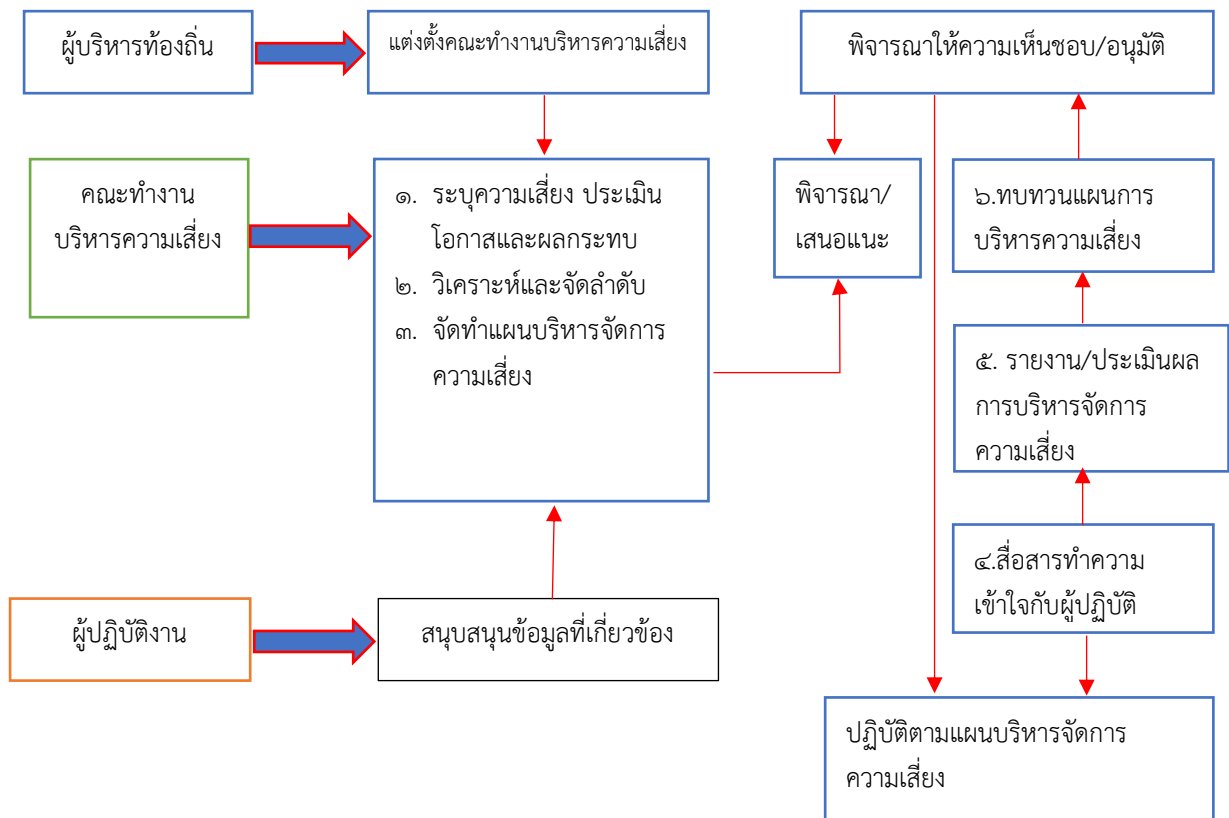 ผู้บริหารท้องถิ่น
แต่งตั้งคณะทำงานบริหารความเสี่ยง
พิจารณาให้ความเห็นชอบ/อนุมัติ
คณะทำงาน
บริหารความเสี่ยง
๑. ระบุความเสี่ยง ประเมิน
โอกาสและผลกระทบ
๒. วิเคราะห์และจัดลำดับ
๓. จัดทำแผนบริหารจัดการ
ความเสี่ยง
พิจารณา/
เสนอแนะ
๖.ทบทวนแผนการ
บริหารความเสี่ยง
๕. รายงาน/ประเมินผล
การบริหารจัดการ
ความเสี่ยง
๔.สื่อสารทำความ
เข้าใจกับผู้ปฏิบัติ
ผู้ปฏิบัติงาน
สนุบสนุนข้อมูลที่เกี่ยวข้อง
ปฏิบัติตามแผนบริหารจัดการ
ความเสี่ยง